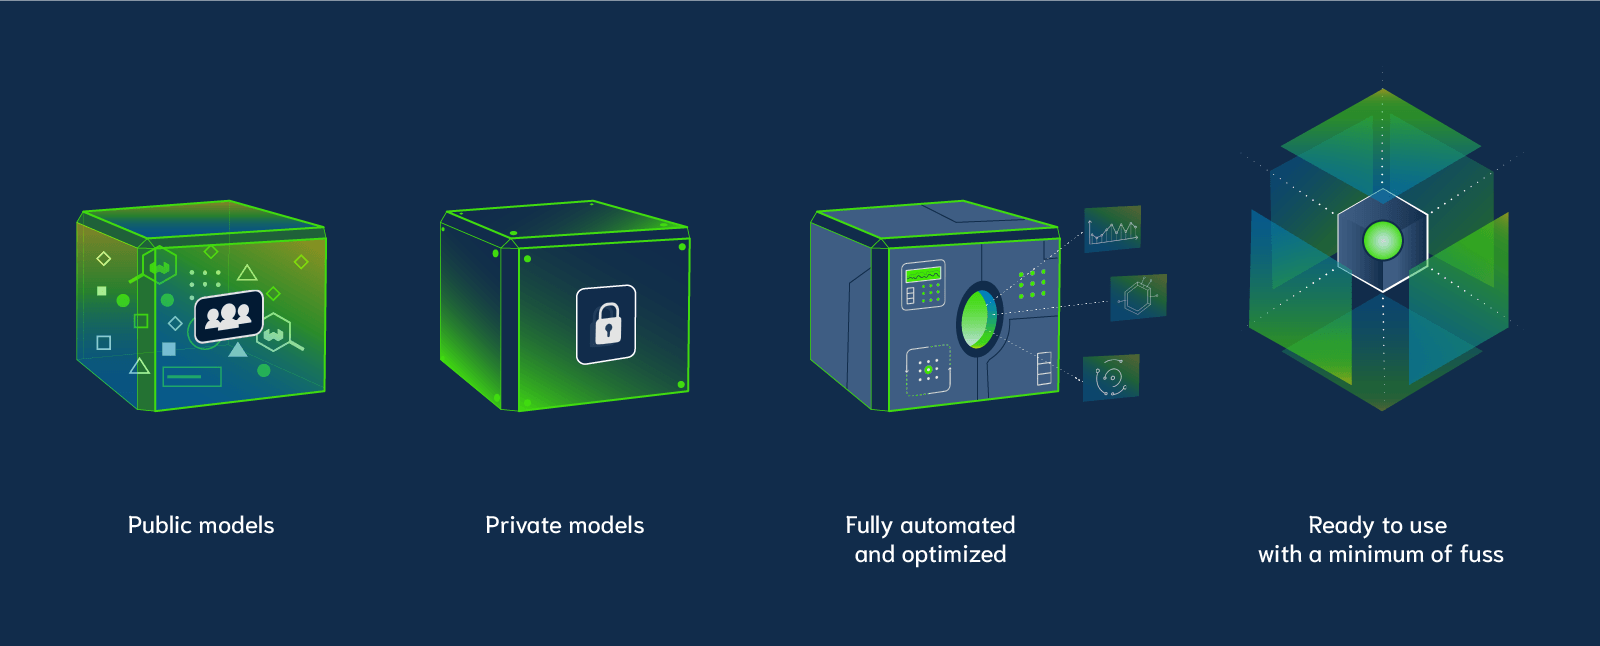 Public models
Private models
Fully automated
and optimized
Ready to use
with a minimum of fuss